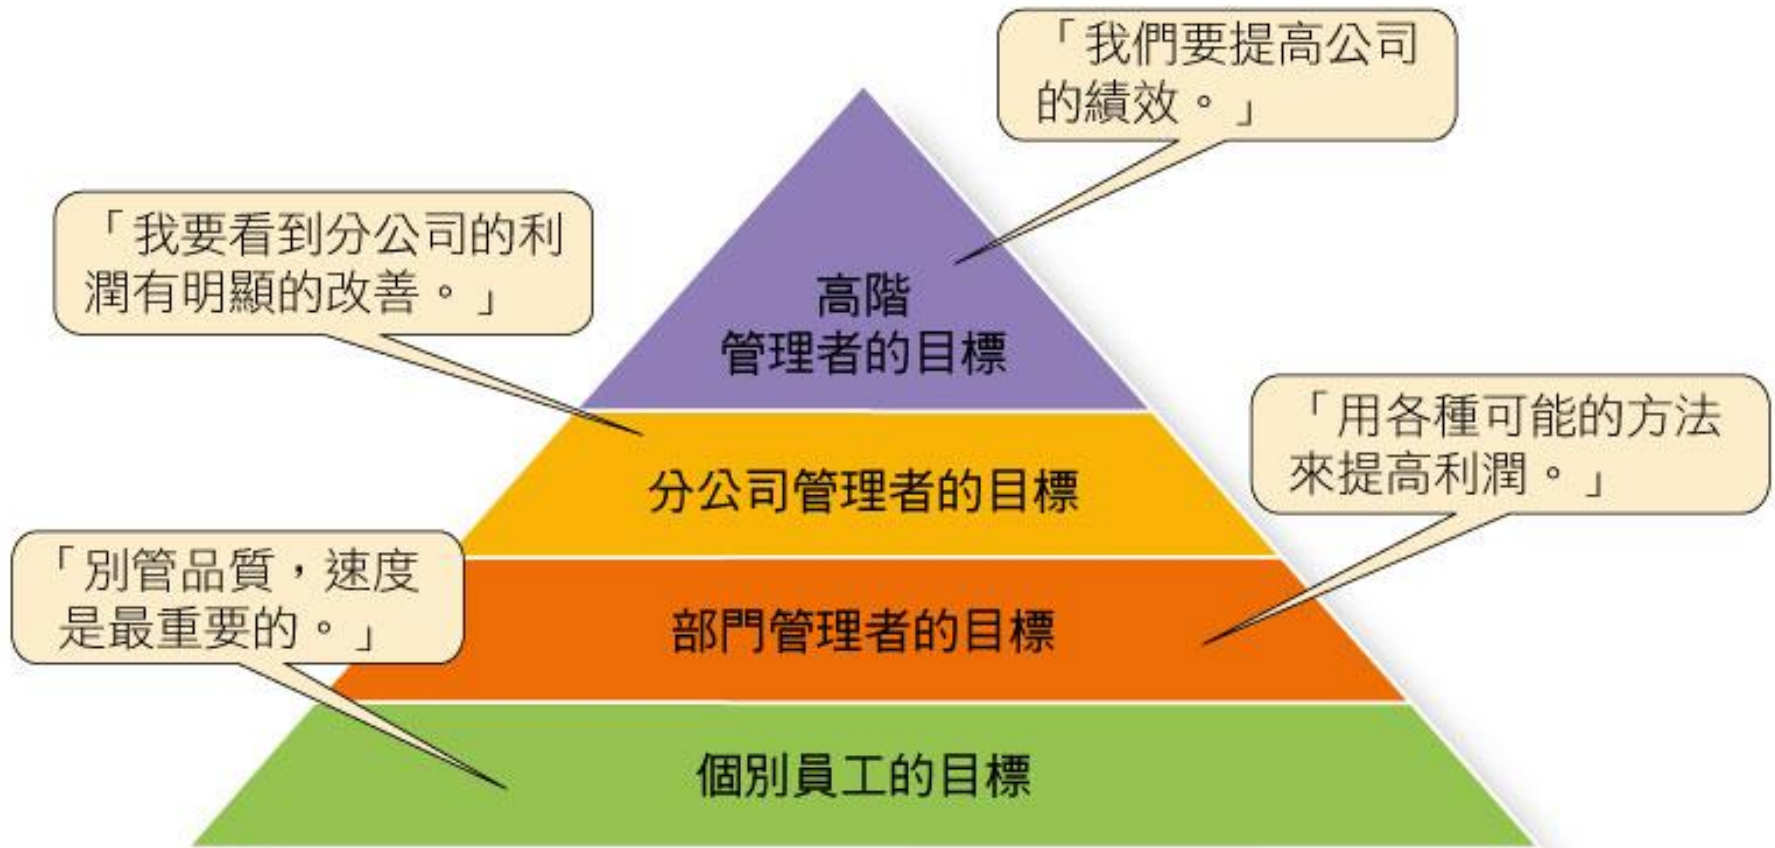 「我們要提高公司
的績效。」
「我要看到分公司的利
潤有明顯的改善。」
高階
管理者的目標
「用各種可能的方法
來提高利潤。」
分公司管理者的目標
「別管品質，速度
是最重要的。」
部門管理者的目標
個別員工的目標